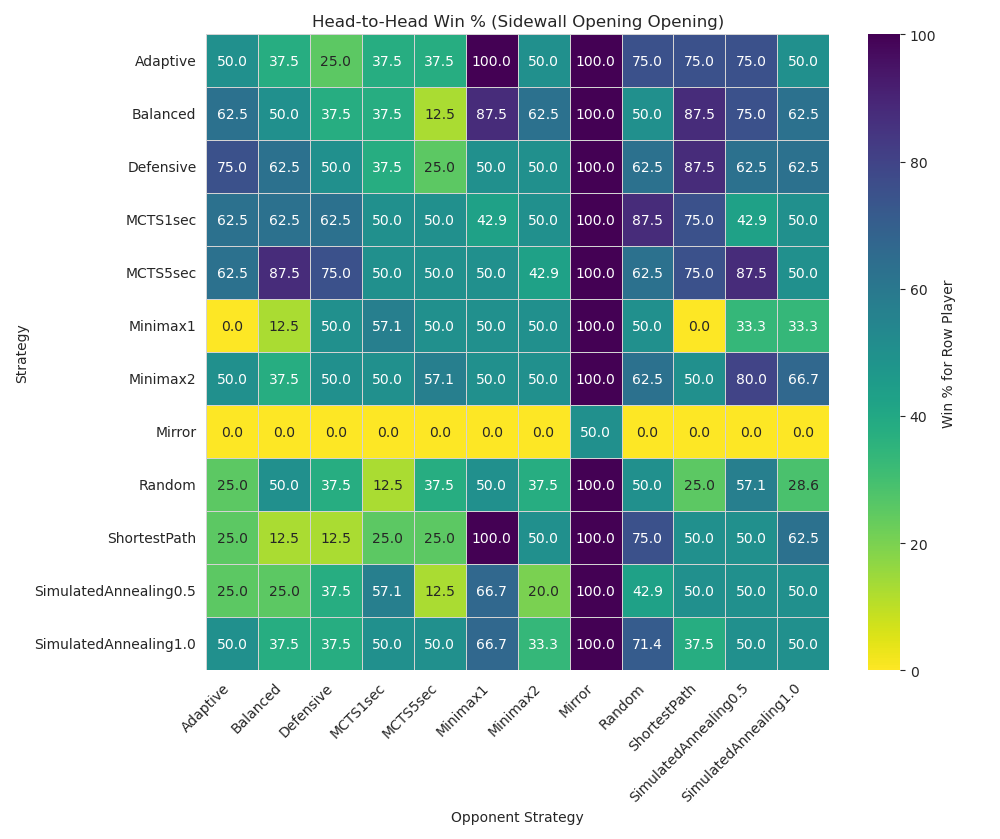 Head-to-Head Win % (Sidewall Opening Opening)
Strategy
Adaptive 50.0 37.5 25.0 37.5 37.5 100.0 50.0 100.0 75.0 75.0 75.0 50.0
Balanced 62.5 50.0 37.5 37.5 12.5 87.5 62.5 100.0 50.0 87.5 75.0 62.5
Defensive 75.0 62.5 50.0 37.5 25.0 50.0 50.0 100.0 62.5 87.5 62.5 62.5
MCTS1sec 62.5 62.5 62.5 50.0 50.0 42.9 50.0 100.0 87.5 75.0 42.9 50.0
MCTS5sec 62.5 87.5 75.0 50.0 50.0 50.0 42.9 100.0 62.5 75.0 87.5 50.0
Minimax1 0.0 12.5 50.0 57.1 50.0 50.0 50.0 100.0 50.0 0.0 33.3 33.3
Minimax2 50.0 37.5 50.0 50.0 57.1 50.0 50.0 100.0 62.5 50.0 80.0 66.7
Mirror 0.0 0.0 0.0 0.0 0.0 0.0 0.0 50.0 0.0 0.0 0.0 0.0
Random 25.0 50.0 37.5 12.5 37.5 50.0 37.5 100.0 50.0 25.0 57.1 28.6
ShortestPath 25.0 12.5 12.5 25.0 25.0 100.0 50.0 100.0 75.0 50.0 50.0 62.5
SimulatedAnnealing0.5 25.0 25.0 37.5 57.1 12.5 66.7 20.0 100.0 42.9 50.0 50.0 50.0
SimulatedAnnealing1.0 50.0 37.5 37.5 50.0 50.0 66.7 33.3 100.0 71.4 37.5 50.0 50.0
Adaptive
Balanced
Defensive
MCTS1sec
MCTS5sec
Minimax1
Minimax2
Mirror
Random
ShortestPath
SimulatedAnnealing0.5
SimulatedAnnealing1.0
Opponent Strategy
100
80
60
40
20
0
Win % for Row Player